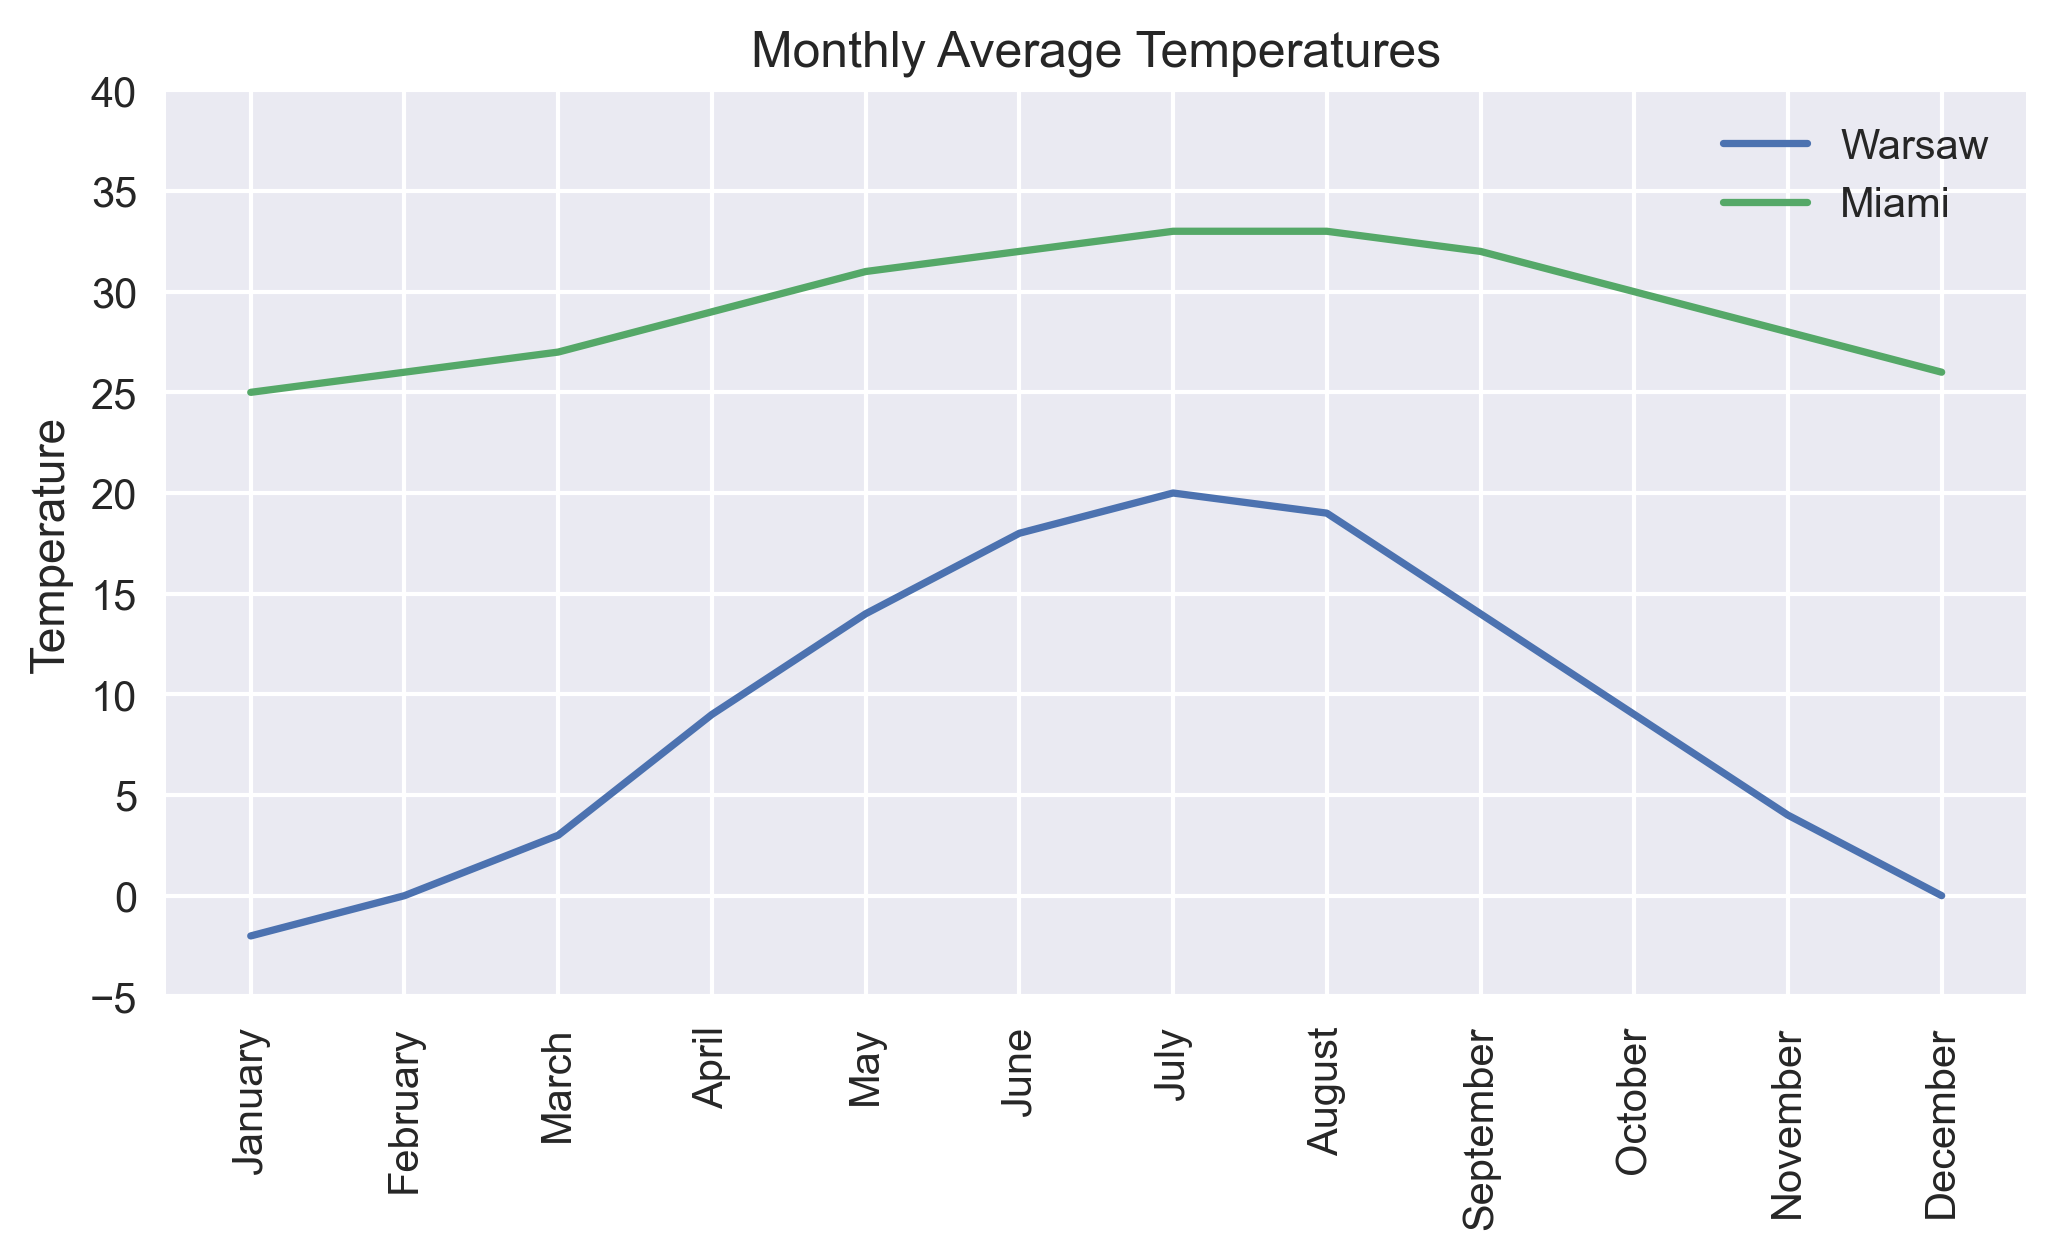 Monthly Average Temperatures
40
35
30
25
20
15
10
5
0
−5
Temperature
Warsaw
Miami
January
February
March
April
May
June
July
August
September
October
November
December